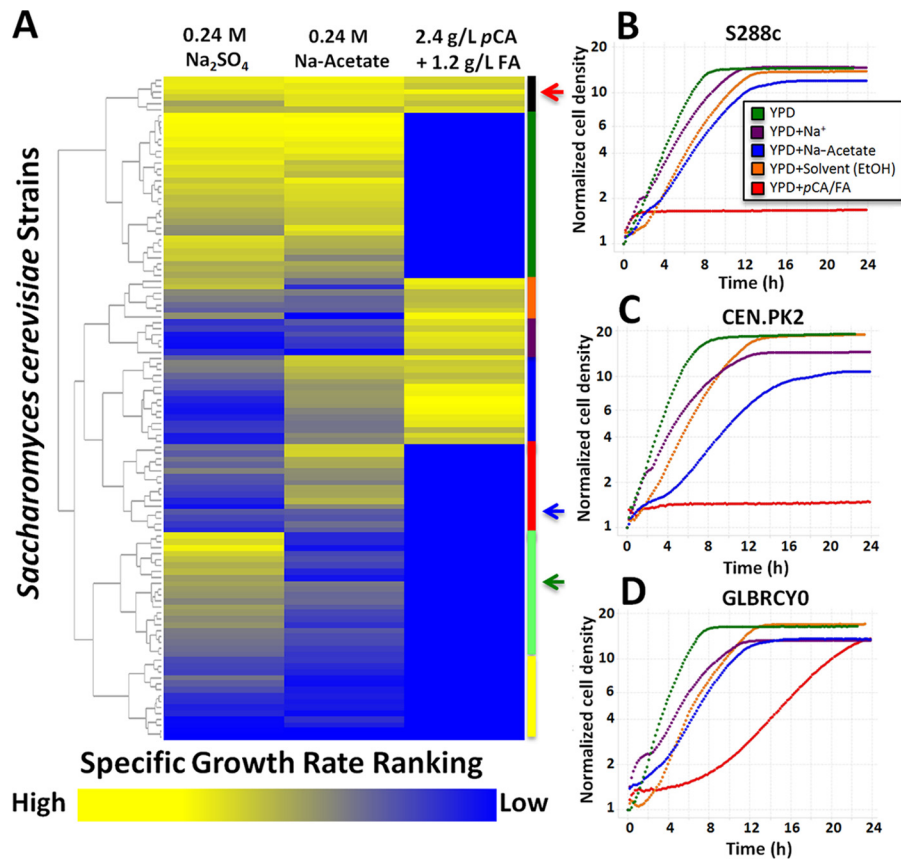 A
0.24 M
Na₂SO₄
0.24 M
Na-Acetate
2.4 g/L pCA
+ 1.2 g/L FA
Saccharomyces cerevisiae Strains
Specific Growth Rate Ranking
High
Low
B
S288c
Normalized cell density
20
10
6
4
2
1
YPD
YPD+Na⁺
YPD+Na-Acetate
YPD+Solvent (EtOH)
YPD+pCA/FA
0 4 8 12 16 20 24
Time (h)
C
CEN.PK2
Normalized cell density
20
10
6
4
2
1
0 4 8 12 16 20 24
Time (h)
D
GLBRCY0
Normalized cell density
20
10
6
4
2
1
0 4 8 12 16 20 24
Time (h)